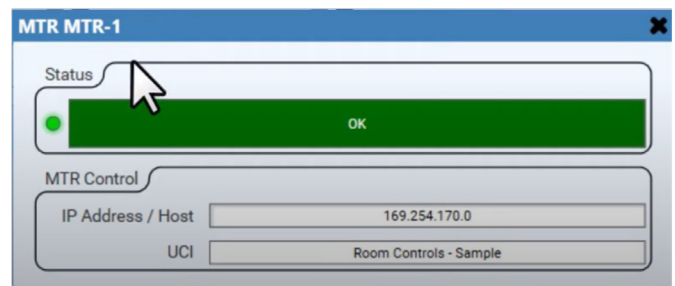 MTR MTR-1
Status
OK
MTR Control
IP Address / Host 169.254.170.0
UCI Room Controls - Sample